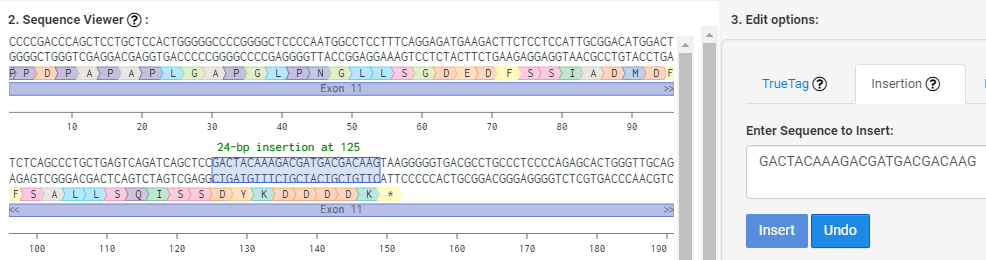 2. Sequence Viewer ? :
CCCCGACCCAGCTCCTGCTCCACTGGGGGCCCCGGGGCTCCCCAATGGCCTCCTTTCAGGAGATGAAGACTTCTCCTCCATTGCGGACATGGACT
GGGGCTGGGTCGAGGACGAGGTGACCCCCGGGGCCCCGAGGGGTTACCGGAGGAAAGTCCTCTACTTCTGAAGAGGAGGTAACGCCTGTACCTGA
P P D P A P A P L G A P G L P N G L L S G D E D F S S I A D M D F
Exon 11 >>
10 20 30 40 50 60 70 80 90
24-bp insertion at 125
TCTCAGCCCTGCTGAGTCAGATCAGCTCCGACTACAAAGACGATGACGACAAGTAAGGGGGTGACGCCTGCCCTCCCCAGAGCACTGGGTTGCAG
AGAGTCGGGACGACTCAGTCTAGTCGAGGCTGATGTTTCTGCTACTGCTGTTCATTCCCCCACTGCGGACGGGAGGGGTCTCGTGACCCAACGTC
F S A L L S Q I S S D Y K D D D D K *
<< Exon 11 >>
100 110 120 130 140 150 160 170 180 190
3. Edit options:
TrueTag ? Insertion ?
Enter Sequence to Insert:
GACTACAAAGACGATGACGACAAG
Insert Undo